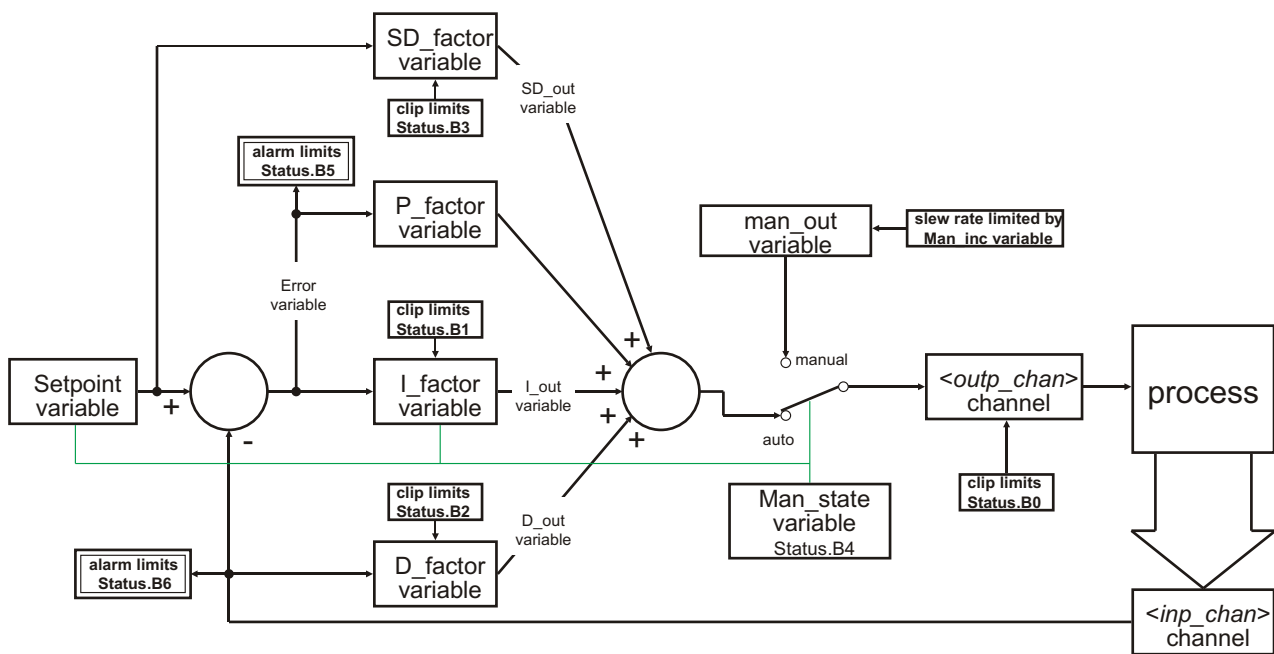 SD_factor
variable
clip limits
Status.B3
SD_out
variable
alarm limits
Status.B5
P_factor
variable
man_out
variable
slew rate limited by
Man_inc variable
Error
variable
clip limits
Status.B1
Setpoint
variable
+
-
I_factor
variable
I_out
variable
+
+
+
+
manual
auto
<outp_chan>
channel
process
clip limits
Status.B0
Man_state
variable
Status.B4
clip limits
Status.B2
D_out
variable
alarm limits
Status.B6
D_factor
variable
<inp_chan>
channel